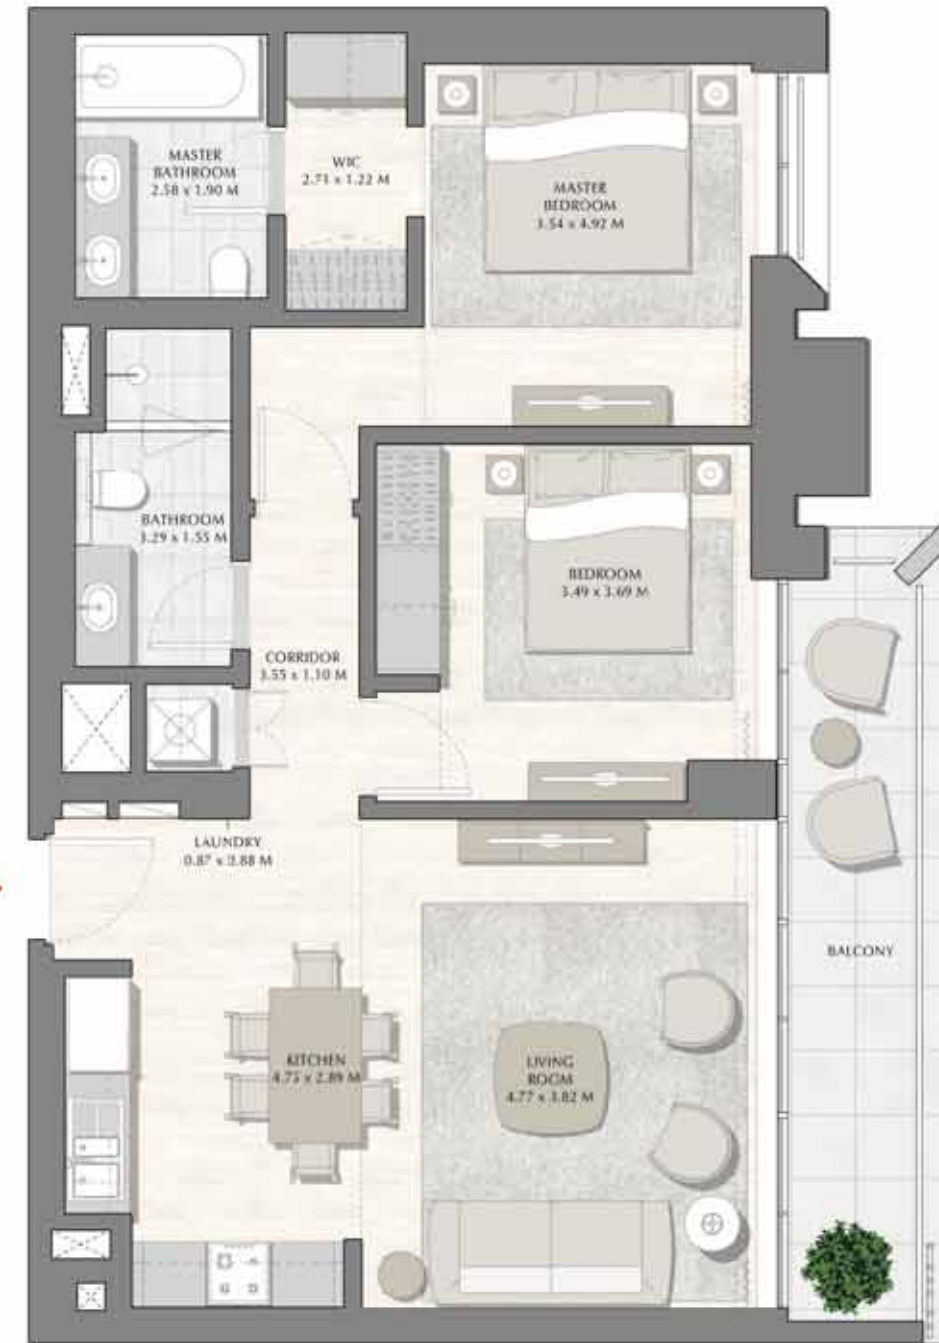 MASTER
BATHROOM
2.58 x 1.90 M
WIC
2.71 x 1.22 M
MASTER
BEDROOM
3.54 x 4.92 M
BATHROOM
3.29 x 1.55 M
BEDROOM
3.49 x 3.69 M
CORRIDOR
3.55 x 1.10 M
LAUNDRY
0.87 x
M
BALCONY
KITCHEN
4.75 x 2.89 M
LIVING
ROOM
4.77 x 3.82 M